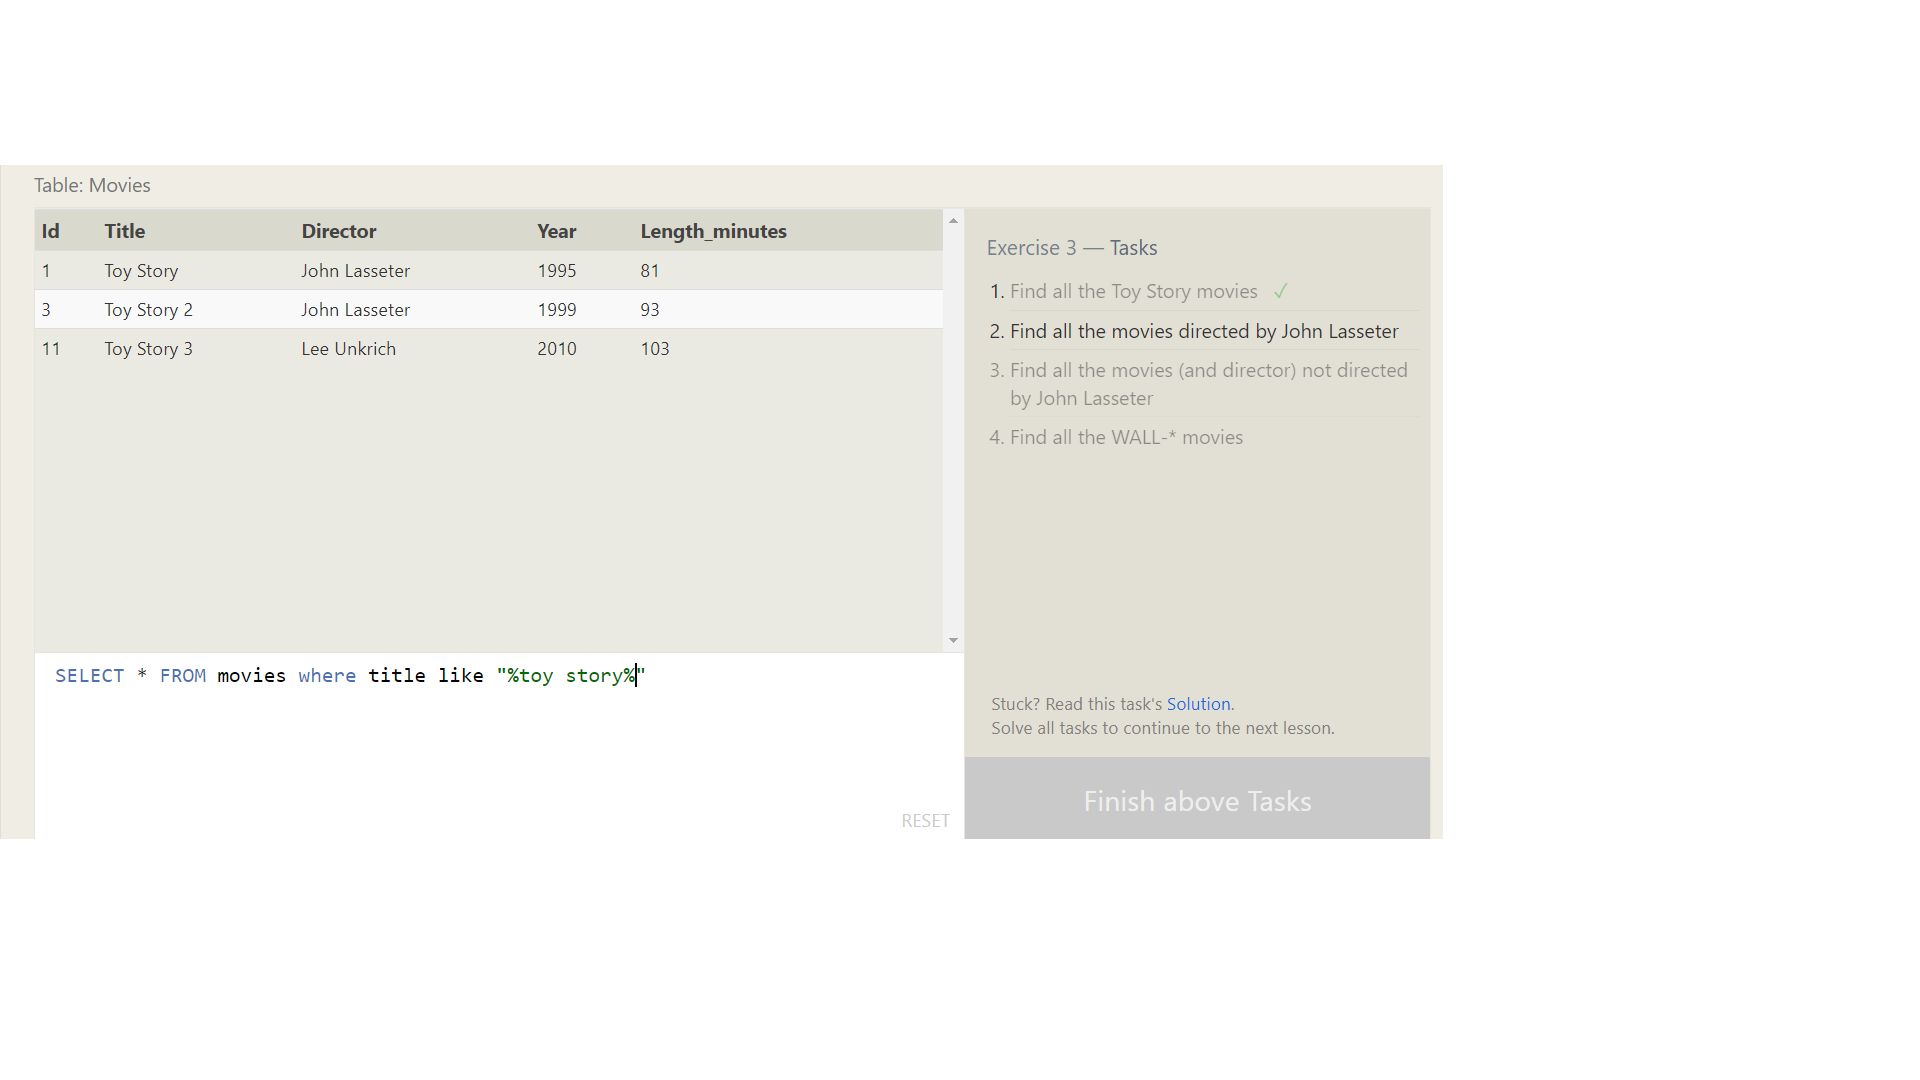 Table: Movies
Id Title Director Year Length_minutes
1 Toy Story John Lasseter 1995 81
3 Toy Story 2 John Lasseter 1999 93
11 Toy Story 3 Lee Unkrich 2010 103
SELECT * FROM movies where title like "%toy story%"
RESET
Exercise 3 — Tasks
1. Find all the Toy Story movies ✓
2. Find all the movies directed by John Lasseter
3. Find all the movies (and director) not directed
by John Lasseter
4. Find all the WALL-* movies
Stuck? Read this task's Solution.
Solve all tasks to continue to the next lesson.
Finish above Tasks